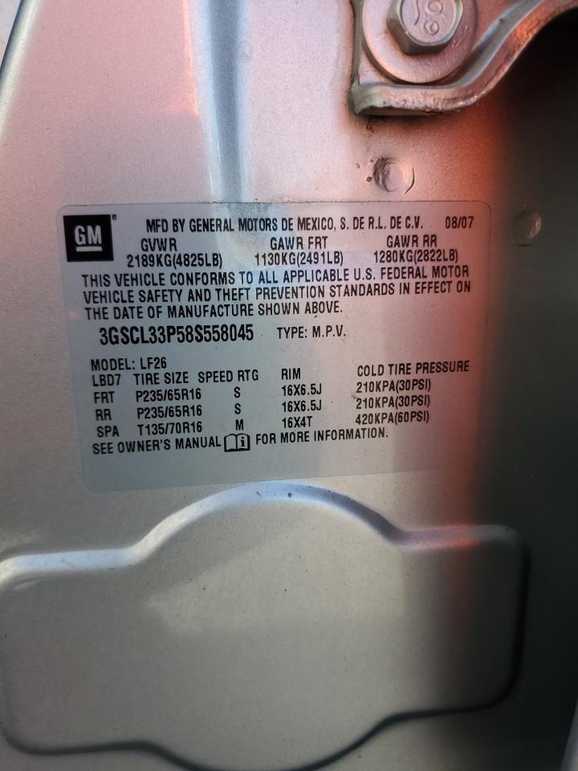 GM
MFD BY GENERAL MOTORS DE MEXICO, S. DE R.L. DE C.V. 08/07
GVWR GAWR FRT GAWR RR
2189KG(4825LB) 1130KG(2491LB) 1280KG(2822LB)
THIS VEHICLE CONFORMS TO ALL APPLICABLE U.S. FEDERAL MOTOR
VEHICLE SAFETY AND THEFT PREVENTION STANDARDS IN EFFECT ON
THE DATE OF MANUFACTURE SHOWN ABOVE.
3GSCL33P58S558045 TYPE: M.P.V.
MODEL: LF26
LBD7 TIRE SIZE SPEED RTG RIM COLD TIRE PRESSURE
FRT P235/65R16 S 16X6.5J 210KPA(30PSI)
RR P235/65R16 S 16X6.5J 210KPA(30PSI)
SPA T135/70R16 M 16X4T 420KPA(60PSI)
SEE OWNER'S MANUAL FOR MORE INFORMATION.